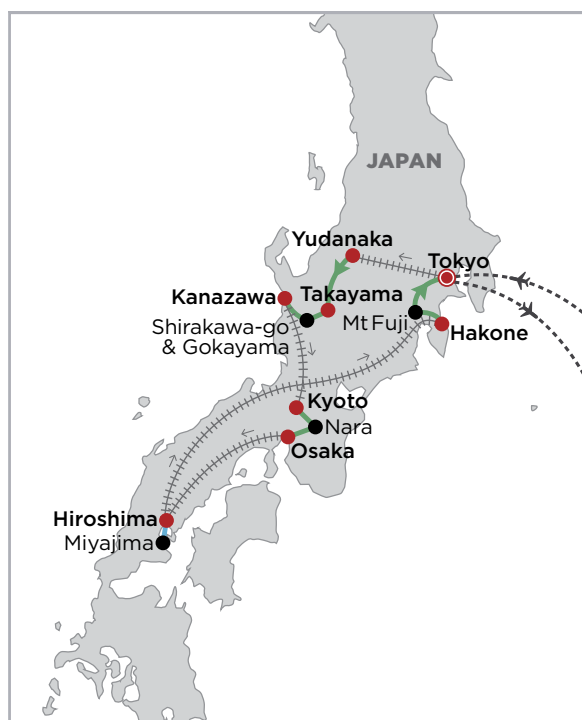 JAPAN
Yudanaka
Tokyo
Kanazawa
Takayama
Shirakawa-go
& Gokayama
Mt Fuji
Hakone
Kyoto
Nara
Osaka
Hiroshima
Miyajima